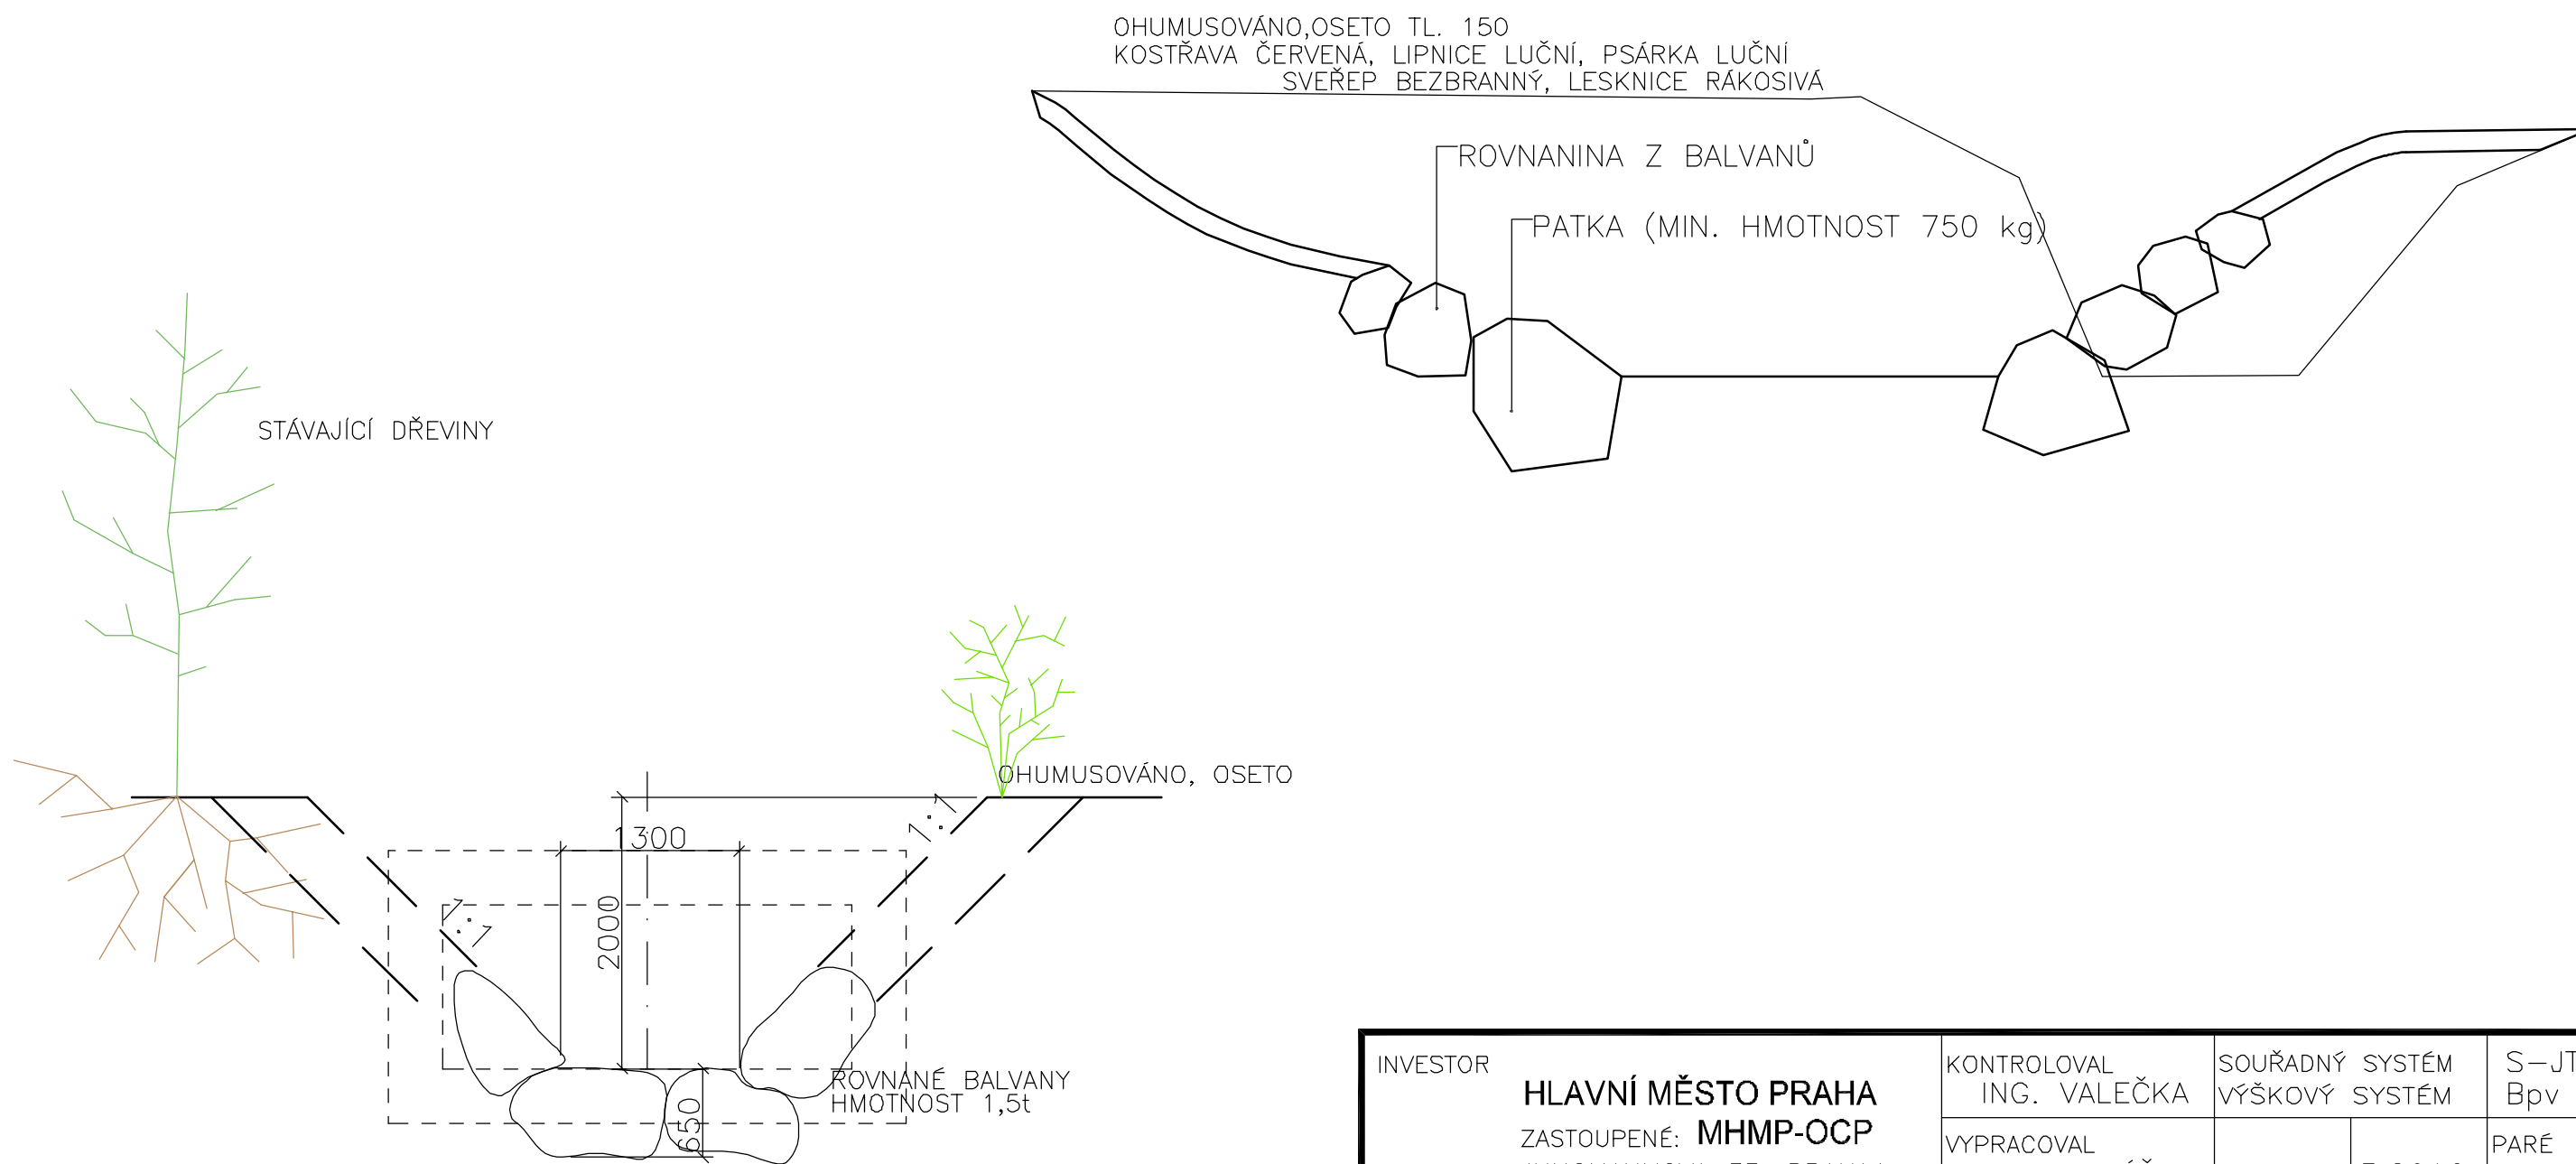 OHUMUSOVÁNO,OSETO TL. 150
KOSTŘAVA ČERVENÁ, LIPNICE LUČNÍ, PSÁRKA LUČNÍ
SVEŘEP BEZBRANNÝ, LESKNICE RÁKOSIVÁ
ROVNANINA Z BALVANŮ
PATKA (MIN. HMOTNOST 750 kg)
STÁVAJÍCÍ DŘEVINY
OHUMUSOVÁNO, OSETO
1:1
1300
1:1
2000
ROVNANÉ BALVANY
HMOTNOST 1,5t
650
INVESTOR
HLAVNÍ MĚSTO PRAHA
ZASTOUPENÉ: MHMP-OCP
KONTROLOVAL
ING. VALEČKA
SOUŘADNÝ SYSTÉM
VÝŠKOVÝ SYSTÉM
S-JT
Bpv
VYPRACOVAL
PARÉ